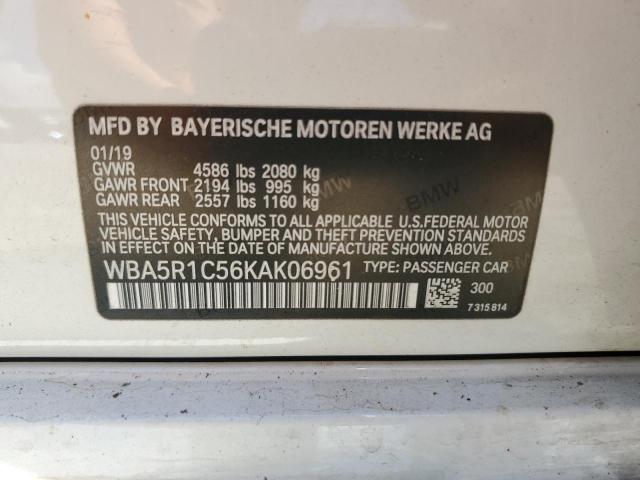 MFD BY BAYERISCHE MOTOREN WERKE AG
01/19
GVWR 4586 lbs 2080 kg
GAWR FRONT 2194 lbs 995 kg
GAWR REAR 2557 lbs 1160 kg
THIS VEHICLE CONFORMS TO ALL APPLICABLE U.S.FEDERAL MOTOR
VEHICLE SAFETY, BUMPER AND THEFT PREVENTION STANDARDS
IN EFFECT ON THE DATE OF MANUFACTURE SHOWN ABOVE.
WBA5R1C56KAK06961 TYPE: PASSENGER CAR
300
7 315 814
BMW